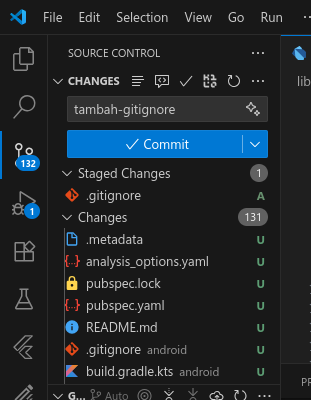 File Edit Selection View Go Run
SOURCE CONTROL
CHANGES
lib
tambah-gitignore
Commit
132
Staged Changes 1
.gitignore A
1
Changes 131
.metadata U
analysis_options.yaml U
pubspec.lock U
pubspec.yaml U
README.md U
.gitignore android U
build.gradle.kts android U
G... Auto